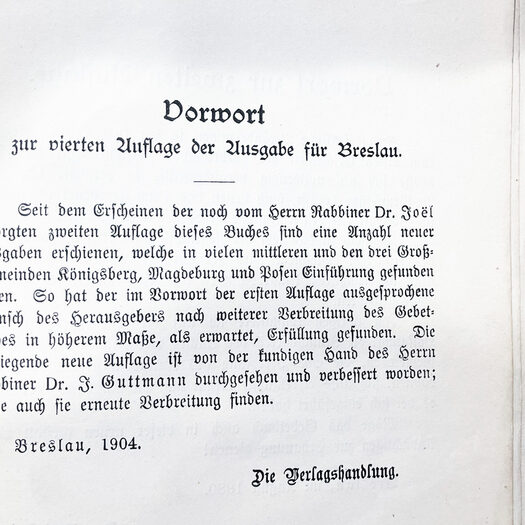 Vorwort
zur vierten Auflage der Ausgabe für Breslau.
Seit dem Erscheinen der noch vom Herrn Rabbiner Dr. Joël
orgten zweiten Auflage dieses Buches sind eine Anzahl neuer
gaben erschienen, welche in vielen mittleren und den drei Groß-
neinden Königsberg, Magdeburg und Posen Einführung gefunden
en. So hat der im Vorwort der ersten Auflage ausgesprochene
nsch des Herausgebers nach weiterer Verbreitung des Gebet-
es in höherem Maße, als erwartet, Erfüllung gefunden. Die
iegende neue Auflage ist von der kundigen Hand des Herrn
bbiner Dr. J. Guttmann durchgesehen und verbessert worden;
e auch sie erneute Verbreitung finden.
Breslau, 1904.
Die Verlagshandlung.